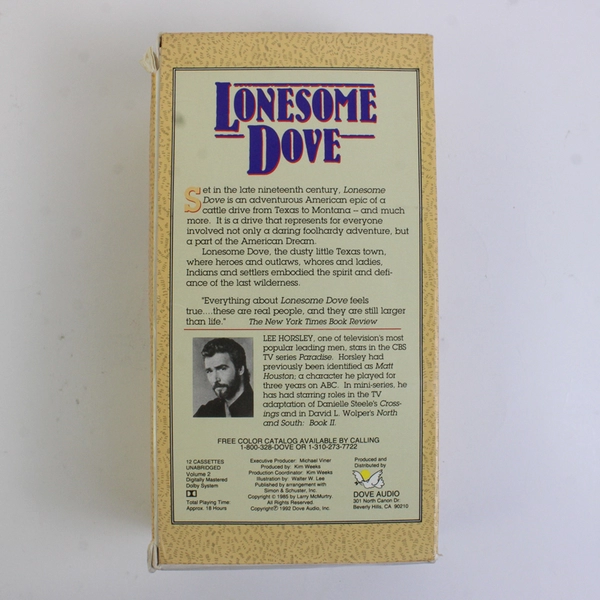 LONESOME
DOVE
Set in the late nineteenth century, Lonesome
Dove is an adventurous American epic of a
cattle drive from Texas to Montana – and much
more. It is a drive that represents for everyone
involved not only a daring foolhardy adventure, but
a part of the American Dream.
Lonesome Dove, the dusty little Texas town,
where heroes and outlaws, whores and ladies,
Indians and settlers embodied the spirit and defi-
ance of the last wilderness.
"Everything about Lonesome Dove feels
true....these are real people, and they are still larger
than life." The New York Times Book Review
LEE HORSLEY, one of television's most
popular leading men, stars in the CBS
TV series Paradise. Horsley had
previously been identified as Matt
Houston; a character he played for
three years on ABC. In mini-series, he
has had starring roles in the TV
adaptation of Danielle Steele's Cross-
ings and in David L. Wolper's North
and South: Book II.
FREE COLOR CATALOG AVAILABLE BY CALLING
1-800-328-DOVE OR 1-310-273-7722
12 CASSETTES
UNABRIDGED
Volume 2
Digitally Mastered
Dolby System
Total Playing Time:
Approx. 18 Hours
Executive Producer: Michael Viner
Produced by: Kim Weeks
Production Coordinator: Kim Weeks
Illustration by: Walter W. Lee
Published by arrangement with
Simon & Schuster, Inc.
Copyright © 1985 by Larry McMurtry.
All Rights Reserved.
Copyright℗ 1992 Dove Audio, Inc.
Produced and
Distributed by
DOVE AUDIO
301 North Canon Dr.
Beverly Hills, CA 90210